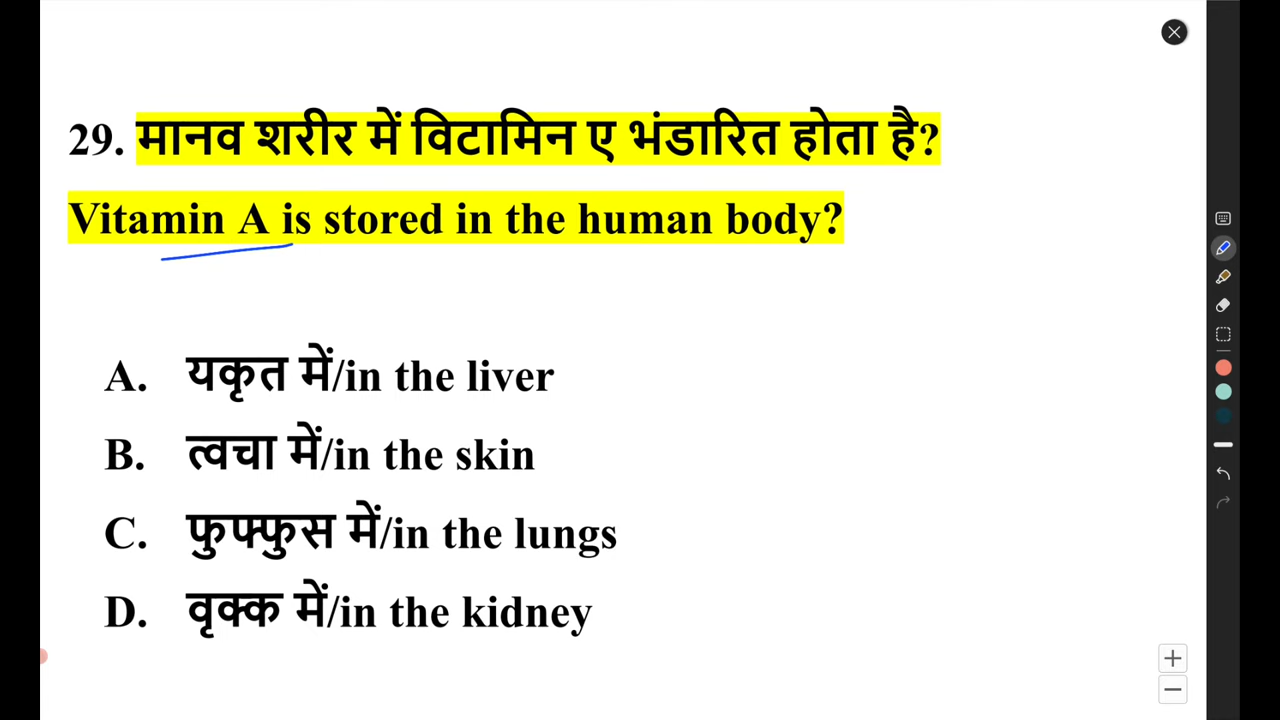 29. मानव शरीर में विटामिन ए भंडारित होता है?
Vitamin A is stored in the human body?
A. यकृत में/in the liver
B. त्वचा में/in the skin
C. फुफ्फुस में/in the lungs
D. वृक्क में/in the kidney